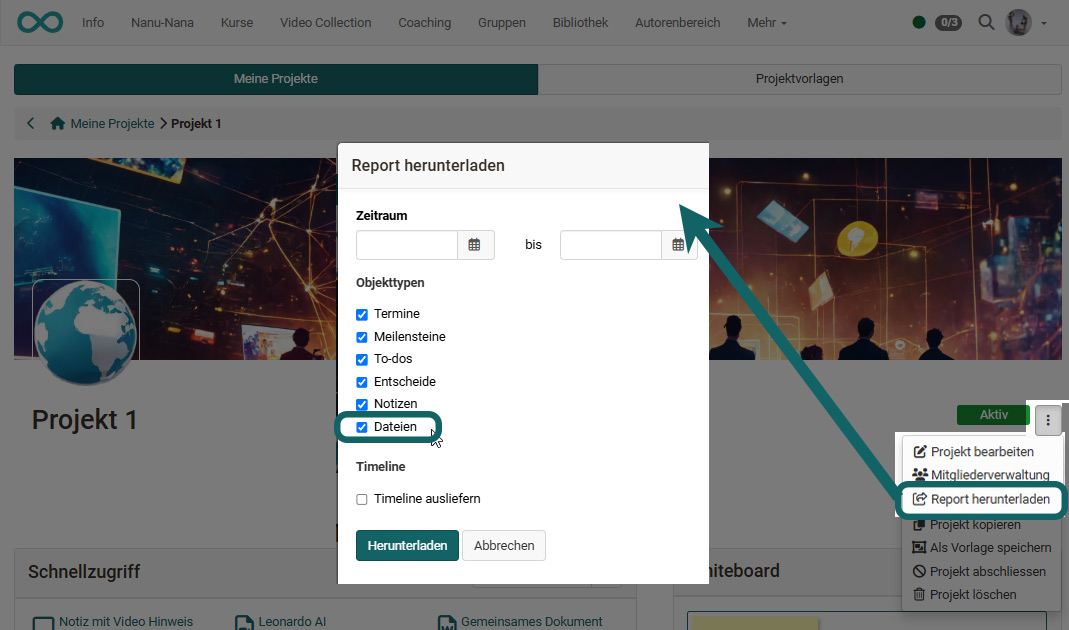 Info Nanu-Nana Kurse Video Collection Coaching Gruppen Bibliothek Autorenbereich Mehr 0/3
Meine Projekte Projektvorlagen
Meine Projekte Projekt 1
Report herunterladen
Zeitraum
bis
Objekttypen
Termine
Meilensteine
To-dos
Entscheide
Notizen
Dateien
Timeline
Timeline ausliefern
Herunterladen Abbrechen
Projekt 1
Aktiv
Projekt bearbeiten
Mitgliederverwaltung
Report herunterladen
Projekt kopieren
Als Vorlage speichern
Projekt abschliessen
Projekt löschen
Schnellzugriff
iteboard
Notiz mit Video Hinweis Leonardo AI Gemeinsames Dokument